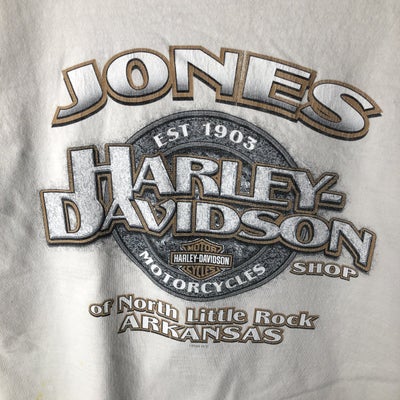 JONES
EST 1903
HARLEY-
DAVIDSON
MOTOR
HARLEY-DAVIDSON
CYCLES
MOTORCYCLES
SHOP
of North Little Rock
ARKANSAS